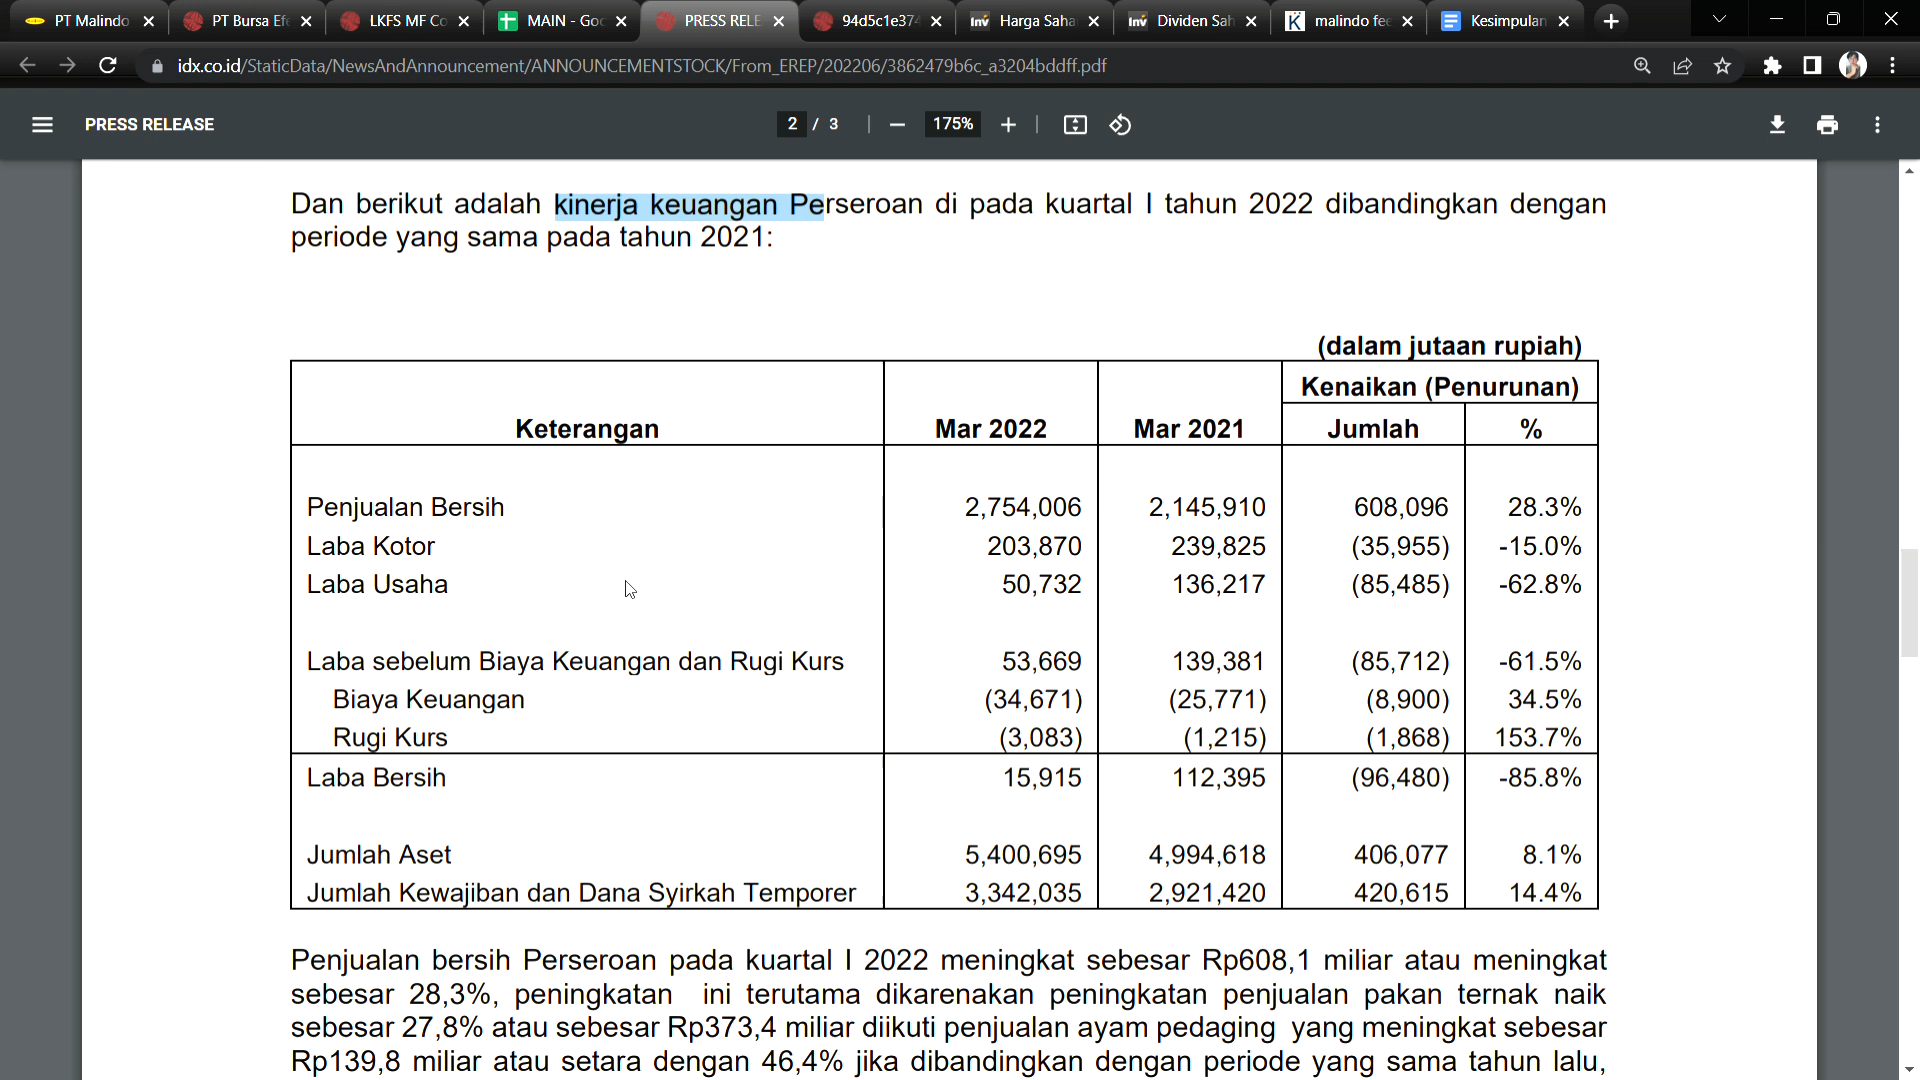 PT Malindo
PT Bursa Efe
LKFS MF Co
MAIN - Goo
PRESS RELE
94d5c1e374
Harga Saha
Dividen Sah
malindo fee
Kesimpulan
idx.co.id/StaticData/NewsAndAnnouncement/ANNOUNCEMENTSTOCK/From_EREP/202206/3862479b6c_a3204bddff.pdf
PRESS RELEASE 2 / 3 175%
Dan berikut adalah kinerja keuangan Perseroan di pada kuartal I tahun 2022 dibandingkan dengan
periode yang sama pada tahun 2021:
(dalam jutaan rupiah)
Kenaikan (Penurunan)
Keterangan Mar 2022 Mar 2021 Jumlah %
Penjualan Bersih 2,754,006 2,145,910 608,096 28.3%
Laba Kotor 203,870 239,825 (35,955) -15.0%
Laba Usaha 50,732 136,217 (85,485) -62.8%
Laba sebelum Biaya Keuangan dan Rugi Kurs 53,669 139,381 (85,712) -61.5%
Biaya Keuangan (34,671) (25,771) (8,900) 34.5%
Rugi Kurs (3,083) (1,215) (1,868) 153.7%
Laba Bersih 15,915 112,395 (96,480) -85.8%
Jumlah Aset 5,400,695 4,994,618 406,077 8.1%
Jumlah Kewajiban dan Dana Syirkah Temporer 3,342,035 2,921,420 420,615 14.4%
Penjualan bersih Perseroan pada kuartal I 2022 meningkat sebesar Rp608,1 miliar atau meningkat
sebesar 28,3%, peningkatan ini terutama dikarenakan peningkatan penjualan pakan ternak naik
sebesar 27,8% atau sebesar Rp373,4 miliar diikuti penjualan ayam pedaging yang meningkat sebesar
Rp139,8 miliar atau setara dengan 46,4% jika dibandingkan dengan periode yang sama tahun lalu,